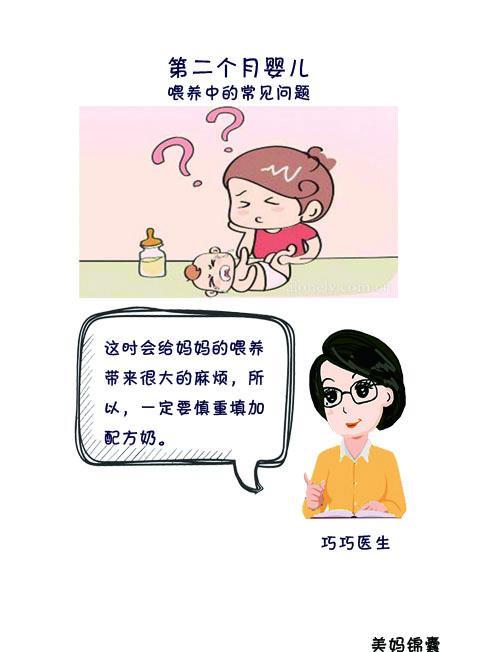 第二个月婴儿
喂养中的常见问题
这时会给妈妈的喂养
带来很大的麻烦，所
以，一定要慎重填加
配方奶。
巧巧医生
美妈锦囊